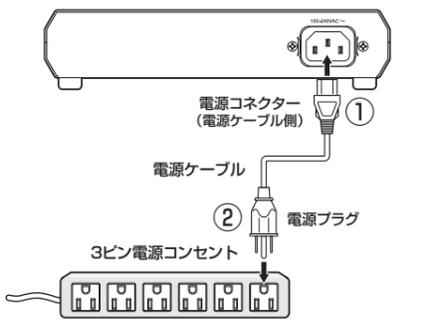 100-240VAC～
電源コネクター
（電源ケーブル側）
①
電源ケーブル
②
電源プラグ
3ピン電源コンセント